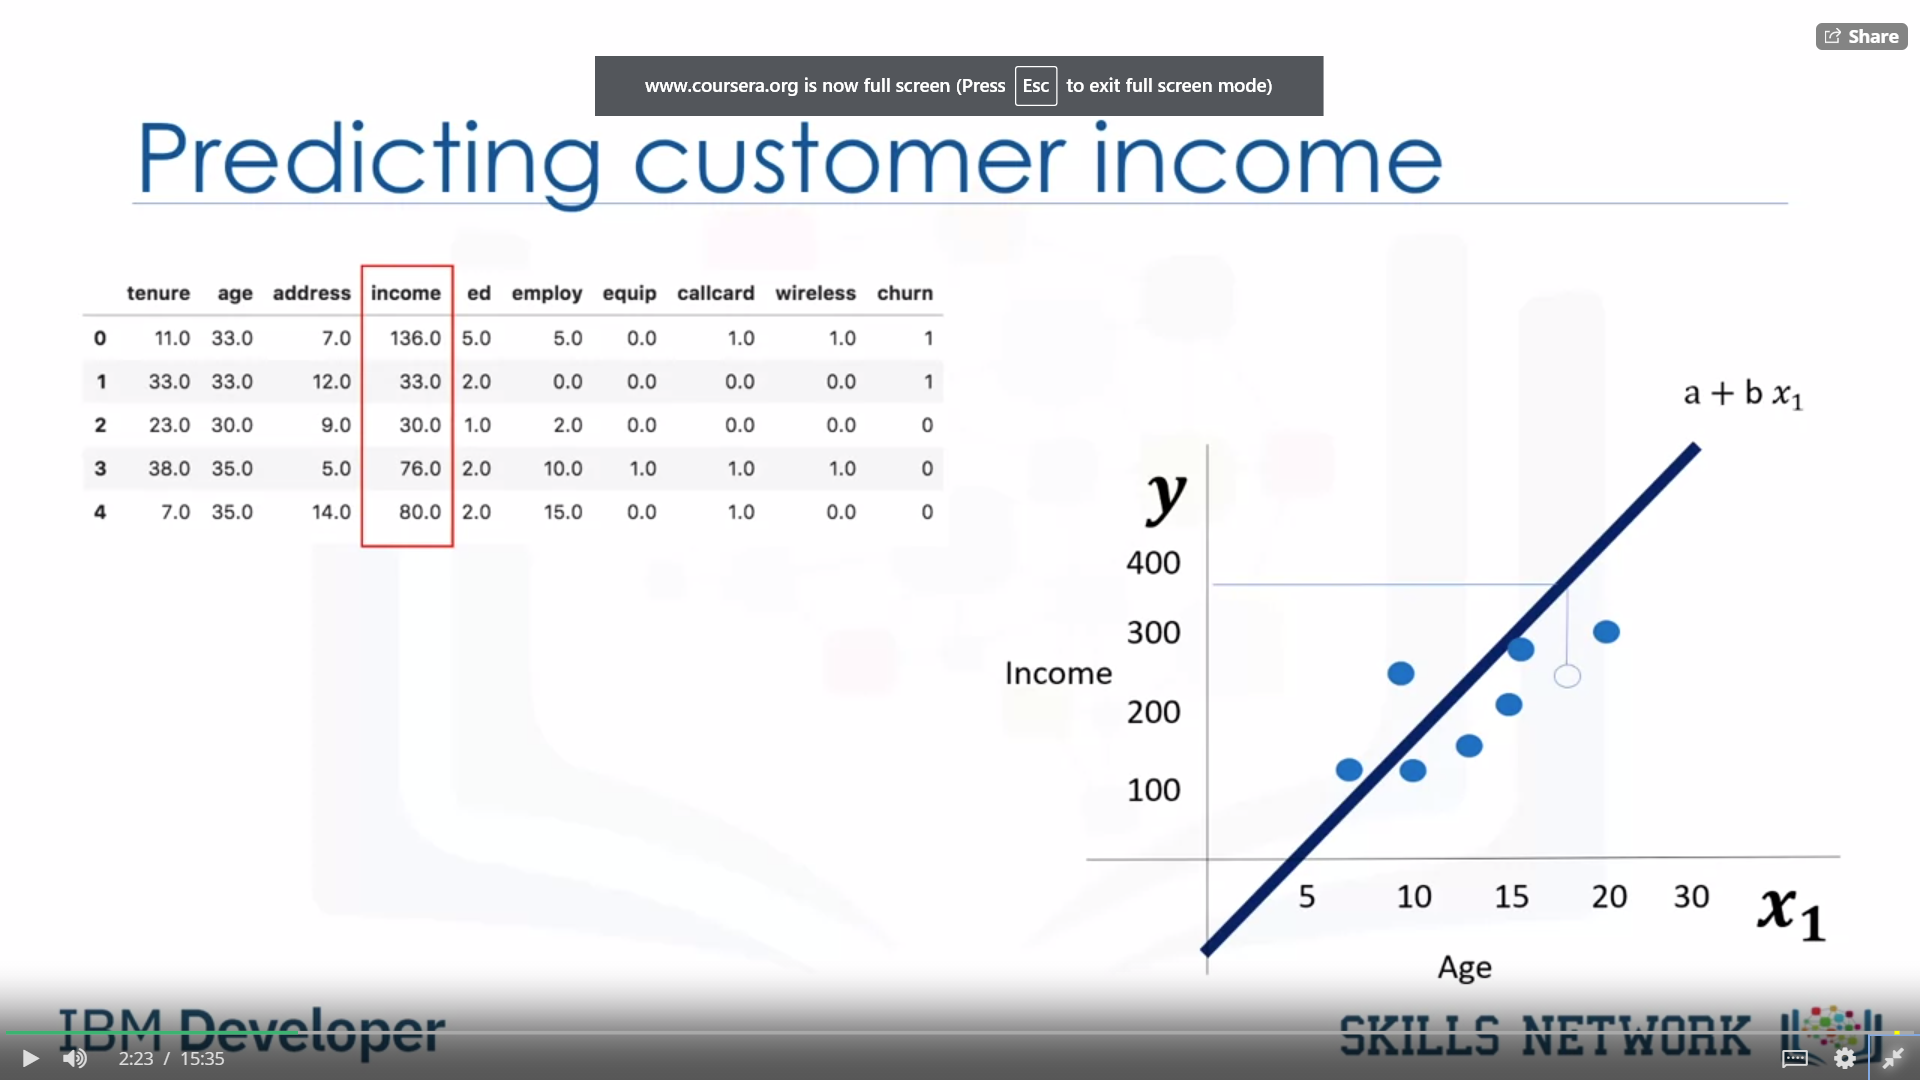 Share
www.coursera.org is now full screen (Press Esc to exit full screen mode)
Predicting customer income
tenure age address income ed employ equip callcard wireless churn
0 11.0 33.0 7.0 136.0 5.0 5.0 0.0 1.0 1.0 1
1 33.0 33.0 12.0 33.0 2.0 0.0 0.0 0.0 0.0 1
2 23.0 30.0 9.0 30.0 1.0 2.0 0.0 0.0 0.0 0
3 38.0 35.0 5.0 76.0 2.0 10.0 1.0 1.0 1.0 0
4 7.0 35.0 14.0 80.0 2.0 15.0 0.0 1.0 0.0 0
a + b x₁
y
400
300
Income
200
100
5 10 15 20 30 x₁
Age
IBM Developer
SKILLS NETWORK
2:23 / 15:35